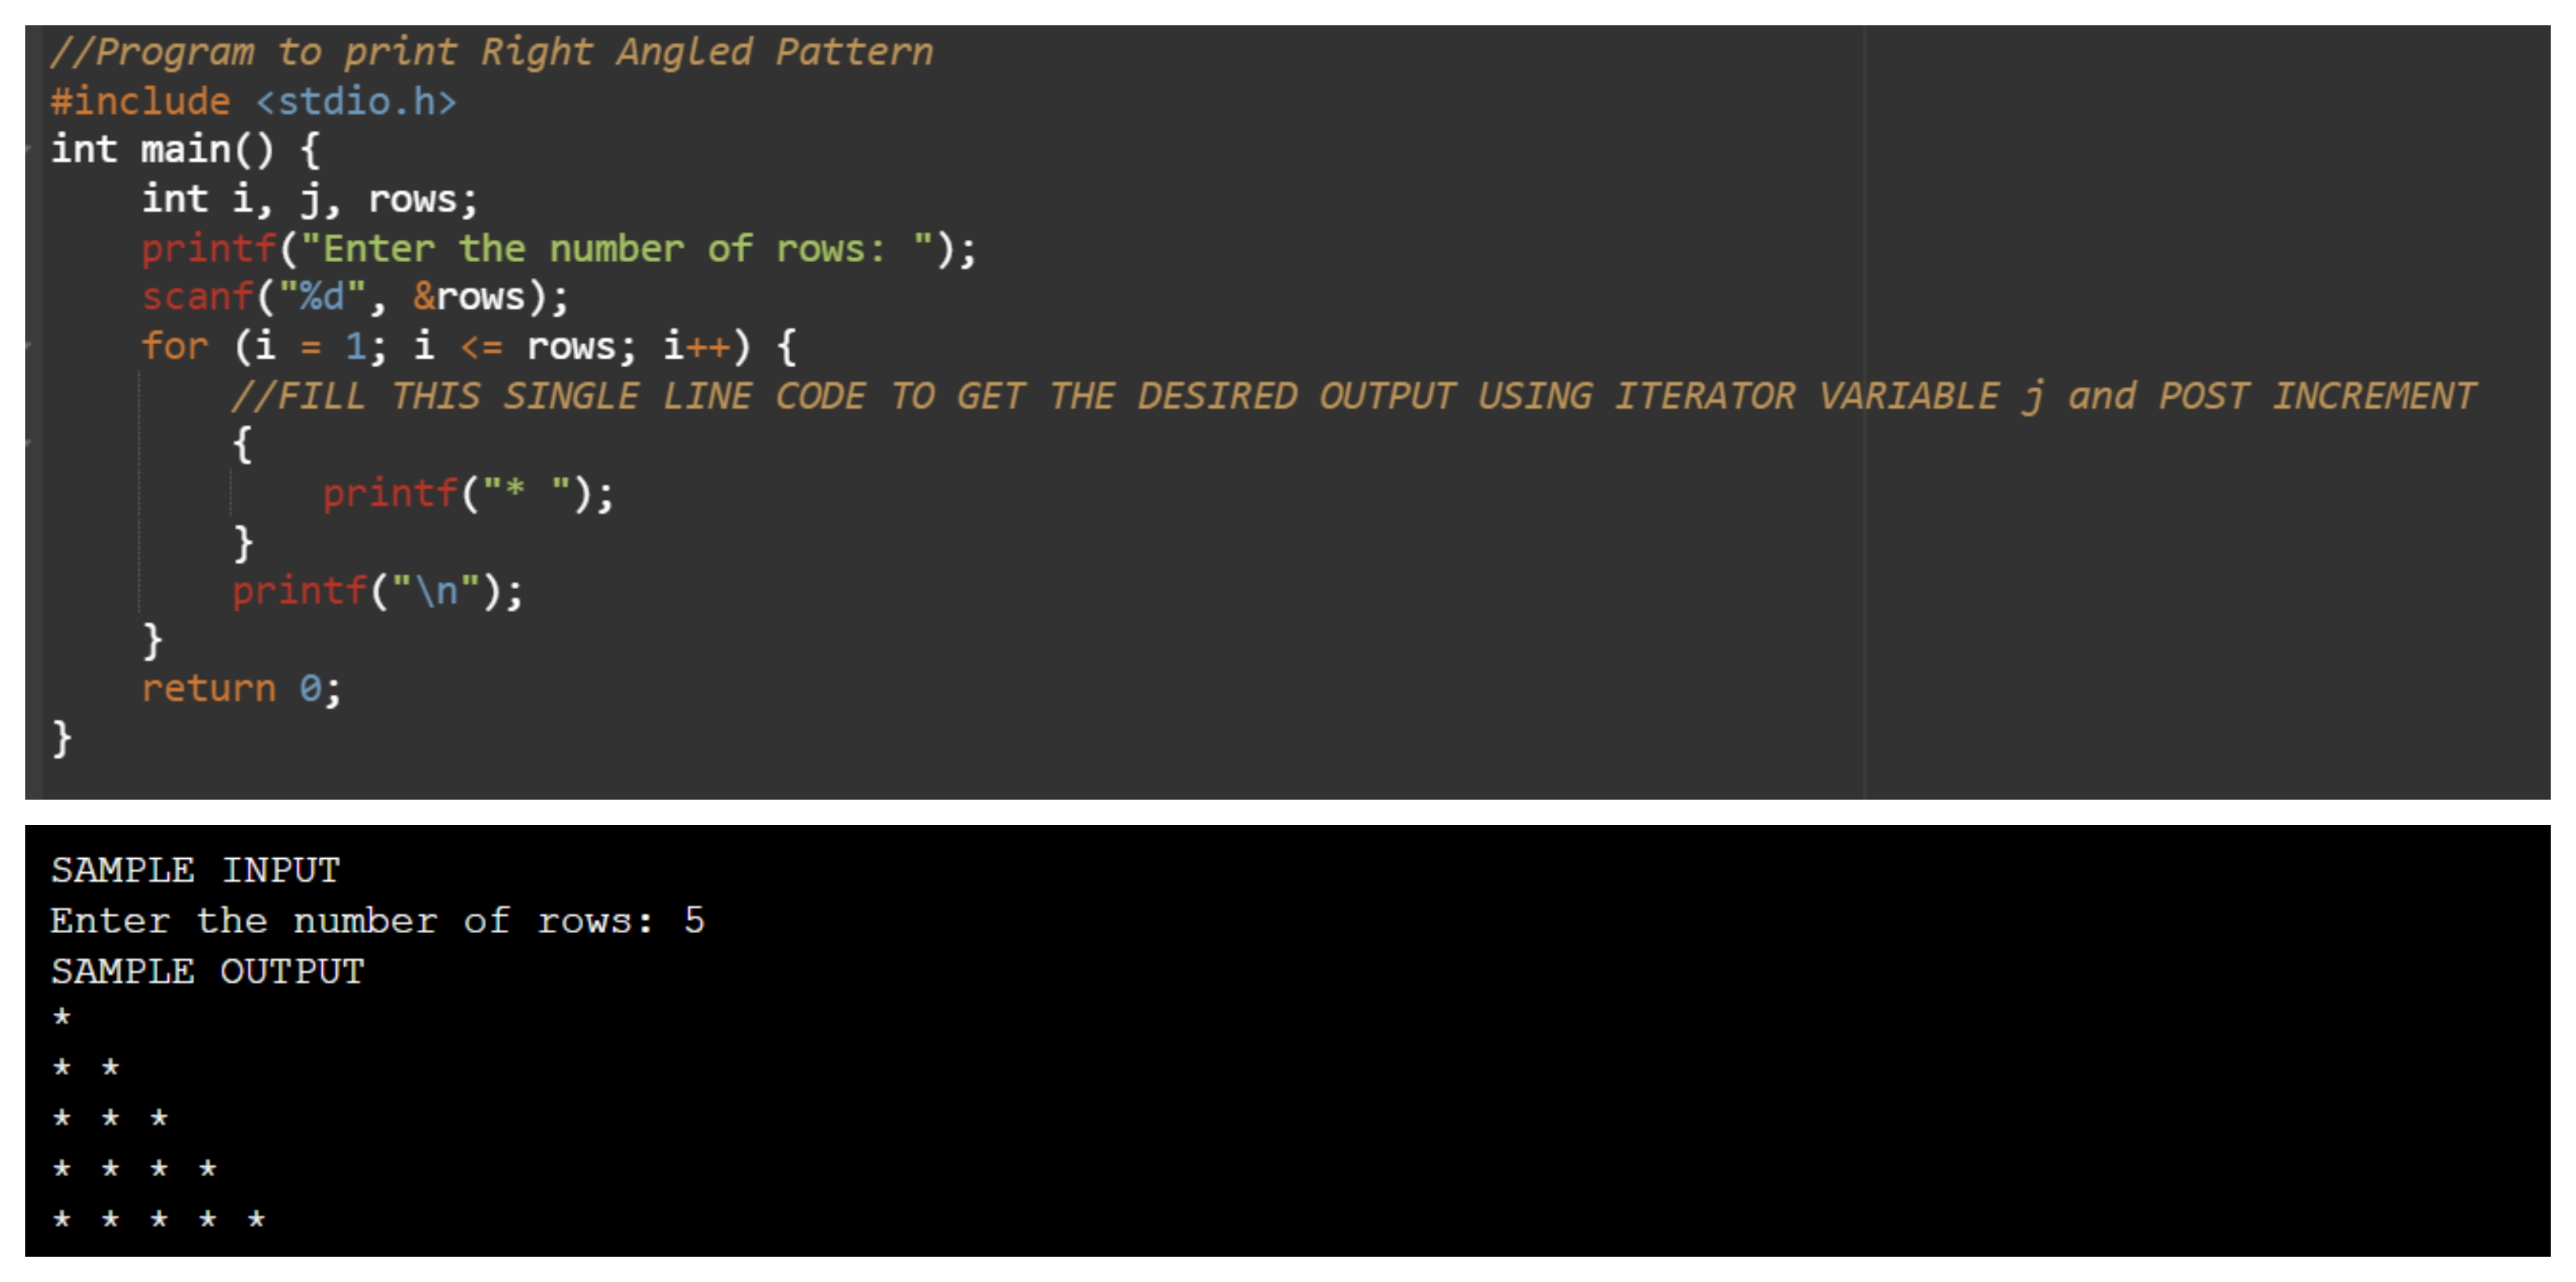 //Program to print Right Angled Pattern
#include <stdio.h>
int main() {
    int i, j, rows;
    printf("Enter the number of rows: ");
    scanf("%d", &rows);
    for (i = 1; i <= rows; i++) {
        //FILL THIS SINGLE LINE CODE TO GET THE DESIRED OUTPUT USING ITERATOR VARIABLE j and POST INCREMENT
        {
            printf("* ");
        }
        printf("\n");
    }
    return 0;
}
SAMPLE INPUT
Enter the number of rows: 5
SAMPLE OUTPUT
*
* *
* * *
* * * *
* * * * *